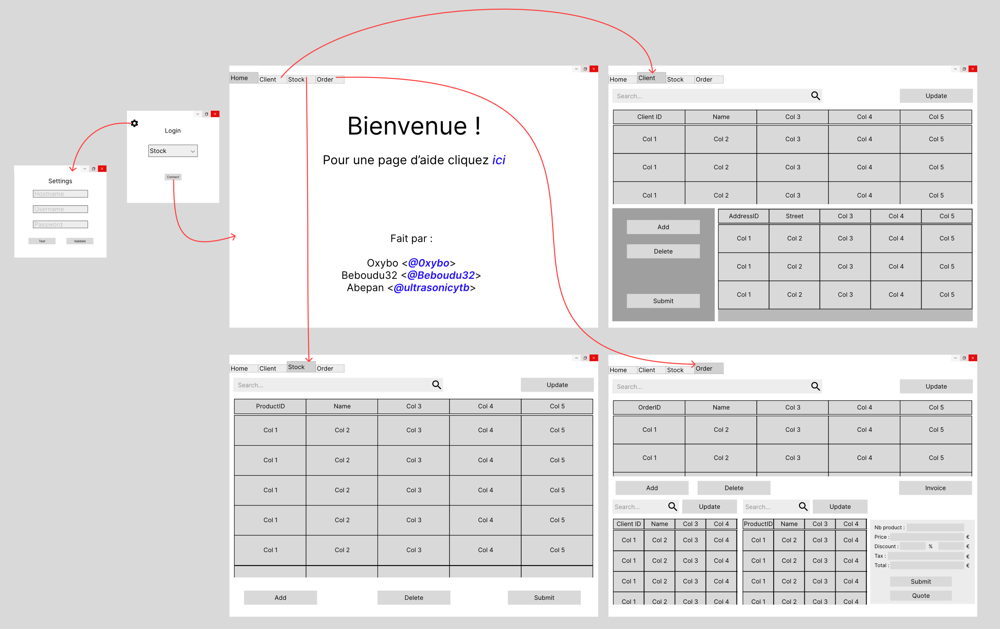 Settings
Hostname
Username
Password
Test Validate
Login
Stock
Connect
Home Client Stock Order
Bienvenue !
Pour une page d’aide cliquez ici
Fait par :
Oxybo <@0xybo>
Beboudu32 <@Beboudu32>
Abepan <@ultrasonicytb>
Home Client Stock Order
Search... Update
Client ID Name Col 3 Col 4 Col 5
Col 1 Col 2 Col 3 Col 4 Col 5
Col 1 Col 2 Col 3 Col 4 Col 5
Col 1 Col 2 Col 3 Col 4 Col 5
Add
Delete
Submit
AddressID Street Col 3 Col 4 Col 5
Col 1 Col 2 Col 3 Col 4 Col 5
Col 1 Col 2 Col 3 Col 4 Col 5
Col 1 Col 2 Col 3 Col 4 Col 5
Home Client Stock Order
Search... Update
ProductID Name Col 3 Col 4 Col 5
Col 1 Col 2 Col 3 Col 4 Col 5
Col 1 Col 2 Col 3 Col 4 Col 5
Col 1 Col 2 Col 3 Col 4 Col 5
Col 1 Col 2 Col 3 Col 4 Col 5
Col 1 Col 2 Col 3 Col 4 Col 5
Add Delete Submit
Home Client Stock Order
Search... Update
OrderID Name Col 3 Col 4 Col 5
Col 1 Col 2 Col 3 Col 4 Col 5
Col 1 Col 2 Col 3 Col 4 Col 5
Add Delete Invoice
Search... Update
Client ID Name Col 3 Col 4
Col 1 Col 2 Col 3 Col 4
Col 1 Col 2 Col 3 Col 4
Col 1 Col 2 Col 3 Col 4
Col 1 Col 2 Col 3 Col 4
Search... Update
ProductID Name Col 3 Col 4
Col 1 Col 2 Col 3 Col 4
Col 1 Col 2 Col 3 Col 4
Col 1 Col 2 Col 3 Col 4
Col 1 Col 2 Col 3 Col 4
Nb product :
Price : €
Discount : % €
Tax : €
Total : €
Submit
Quote